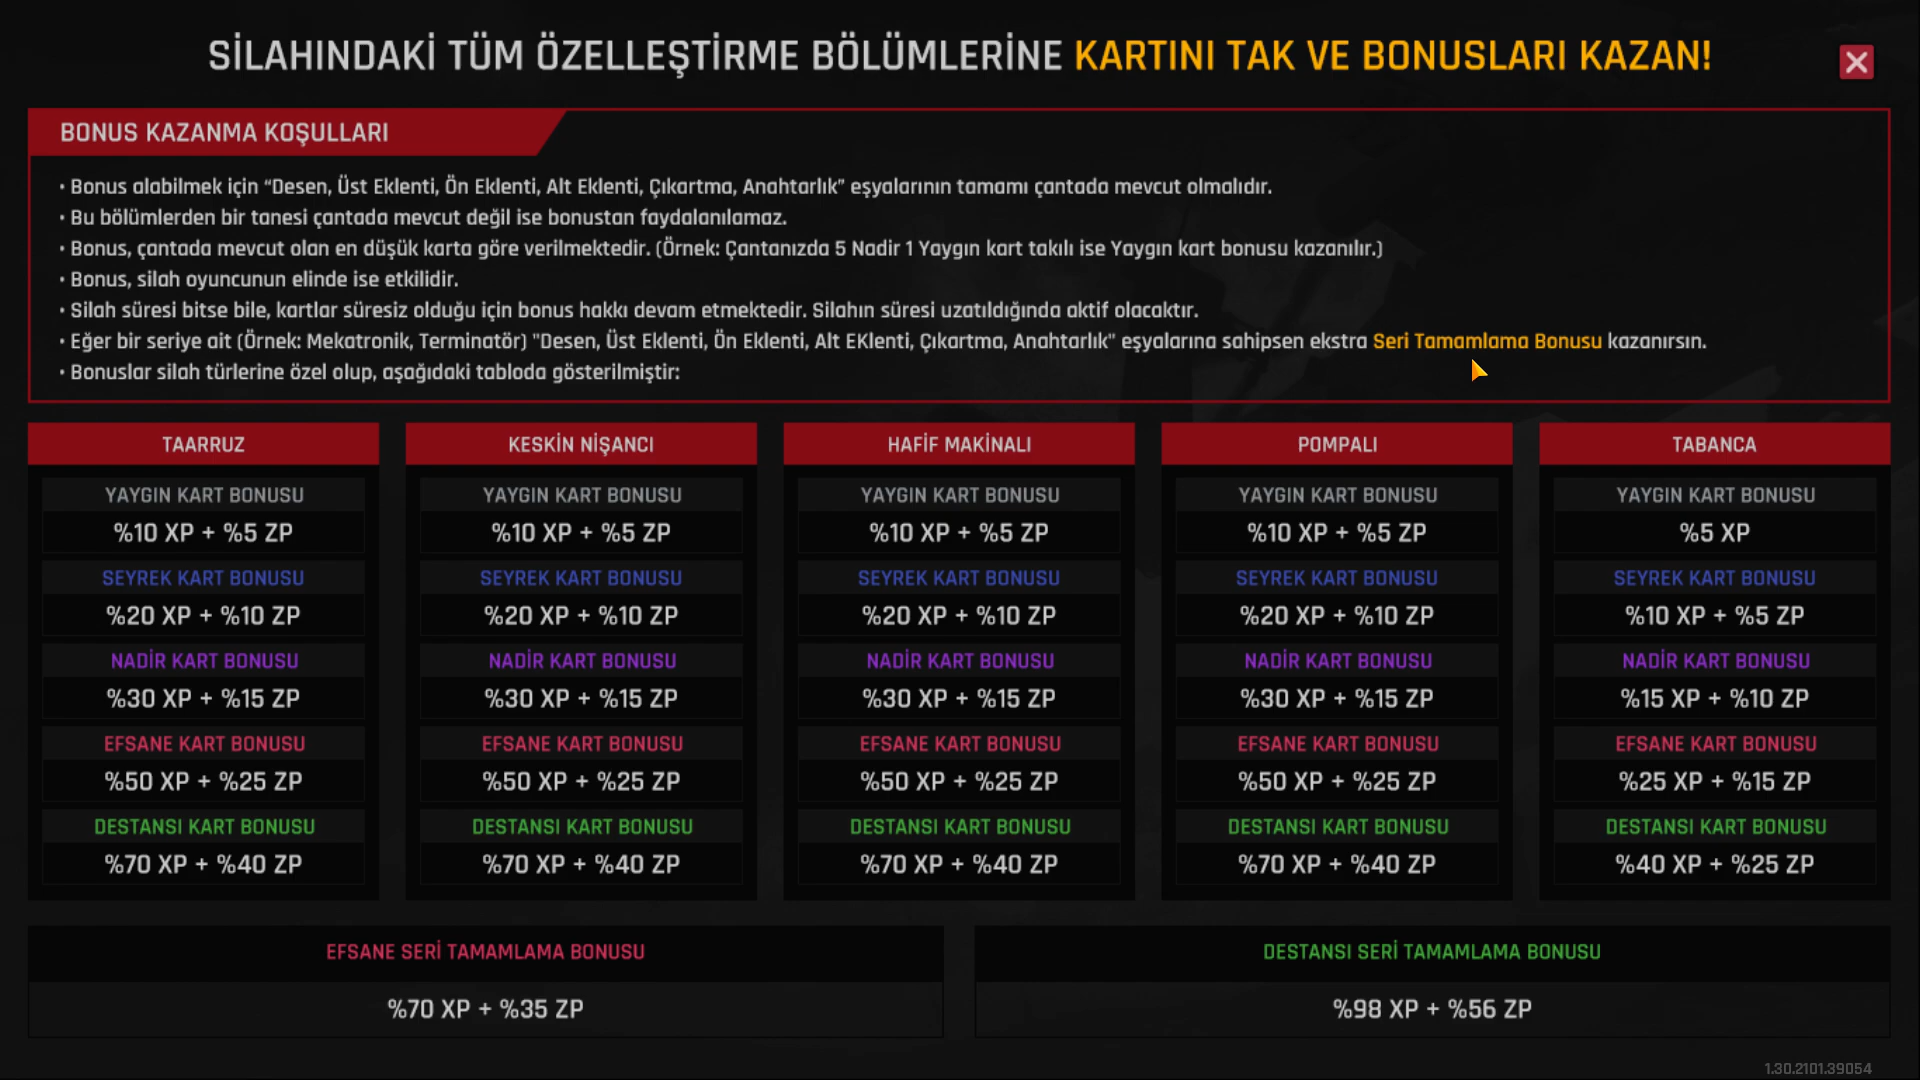 SİLAHINDAKİ TÜM ÖZELLEŞTİRME BÖLÜMLERİNE KARTINI TAK VE BONUSLARI KAZAN!
BONUS KAZANMA KOŞULLARI
• Bonus alabilmek için “Desen, Üst Eklenti, Ön Eklenti, Alt Eklenti, Çıkartma, Anahtarlık” eşyalarının tamamı çantada mevcut olmalıdır.
• Bu bölümlerden bir tanesi çantada mevcut değil ise bonustan faydalanılamaz.
• Bonus, çantada mevcut olan en düşük karta göre verilmektedir. (Örnek: Çantanızda 5 Nadir 1 Yaygın kart takılı ise Yaygın kart bonusu kazanılır.)
• Bonus, silah oyuncunun elinde ise etkilidir.
• Silah süresi bitse bile, kartlar süresiz olduğu için bonus hakkı devam etmektedir. Silahın süresi uzatıldığında aktif olacaktır.
• Eğer bir seriye ait (Örnek: Mekatronik, Terminatör) "Desen, Üst Eklenti, Ön Eklenti, Alt EKlenti, Çıkartma, Anahtarlık" eşyalarına sahipsen ekstra Seri Tamamlama Bonusu kazanırsın.
• Bonuslar silah türlerine özel olup, aşağıdaki tabloda gösterilmiştir:
TAARRUZ
YAYGIN KART BONUSU
%10 XP + %5 ZP
SEYREK KART BONUSU
%20 XP + %10 ZP
NADİR KART BONUSU
%30 XP + %15 ZP
EFSANE KART BONUSU
%50 XP + %25 ZP
DESTANSI KART BONUSU
%70 XP + %40 ZP
KESKİN NİŞANCI
YAYGIN KART BONUSU
%10 XP + %5 ZP
SEYREK KART BONUSU
%20 XP + %10 ZP
NADİR KART BONUSU
%30 XP + %15 ZP
EFSANE KART BONUSU
%50 XP + %25 ZP
DESTANSI KART BONUSU
%70 XP + %40 ZP
HAFİF MAKİNALI
YAYGIN KART BONUSU
%10 XP + %5 ZP
SEYREK KART BONUSU
%20 XP + %10 ZP
NADİR KART BONUSU
%30 XP + %15 ZP
EFSANE KART BONUSU
%50 XP + %25 ZP
DESTANSI KART BONUSU
%70 XP + %40 ZP
POMPALI
YAYGIN KART BONUSU
%10 XP + %5 ZP
SEYREK KART BONUSU
%20 XP + %10 ZP
NADİR KART BONUSU
%30 XP + %15 ZP
EFSANE KART BONUSU
%50 XP + %25 ZP
DESTANSI KART BONUSU
%70 XP + %40 ZP
TABANCA
YAYGIN KART BONUSU
%5 XP
SEYREK KART BONUSU
%10 XP + %5 ZP
NADİR KART BONUSU
%15 XP + %10 ZP
EFSANE KART BONUSU
%25 XP + %15 ZP
DESTANSI KART BONUSU
%40 XP + %25 ZP
EFSANE SERİ TAMAMLAMA BONUSU
%70 XP + %35 ZP
DESTANSI SERİ TAMAMLAMA BONUSU
%98 XP + %56 ZP
1.30.2101.39054